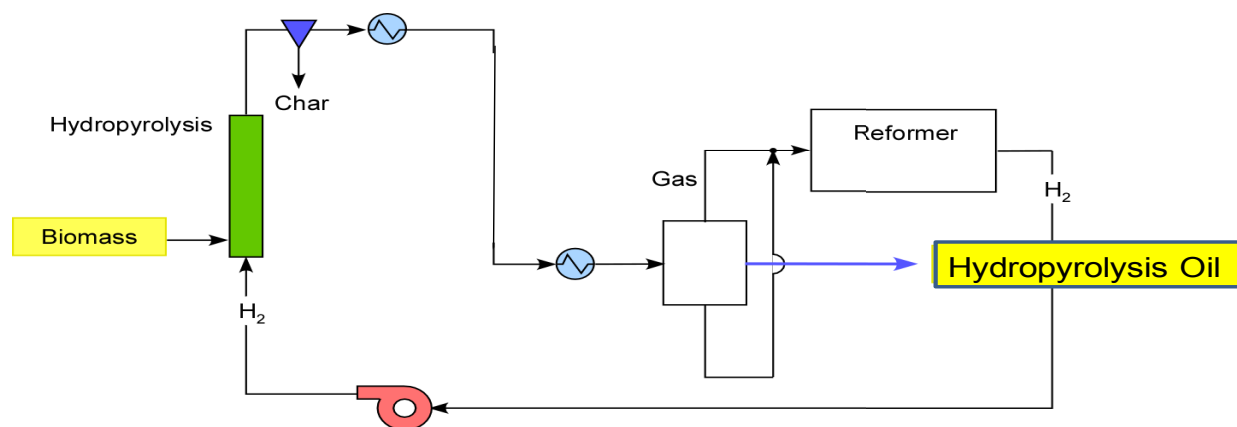 Char
Hydropyrolysis
Reformer
Gas
H₂
Biomass
Hydropyrolysis Oil
H₂